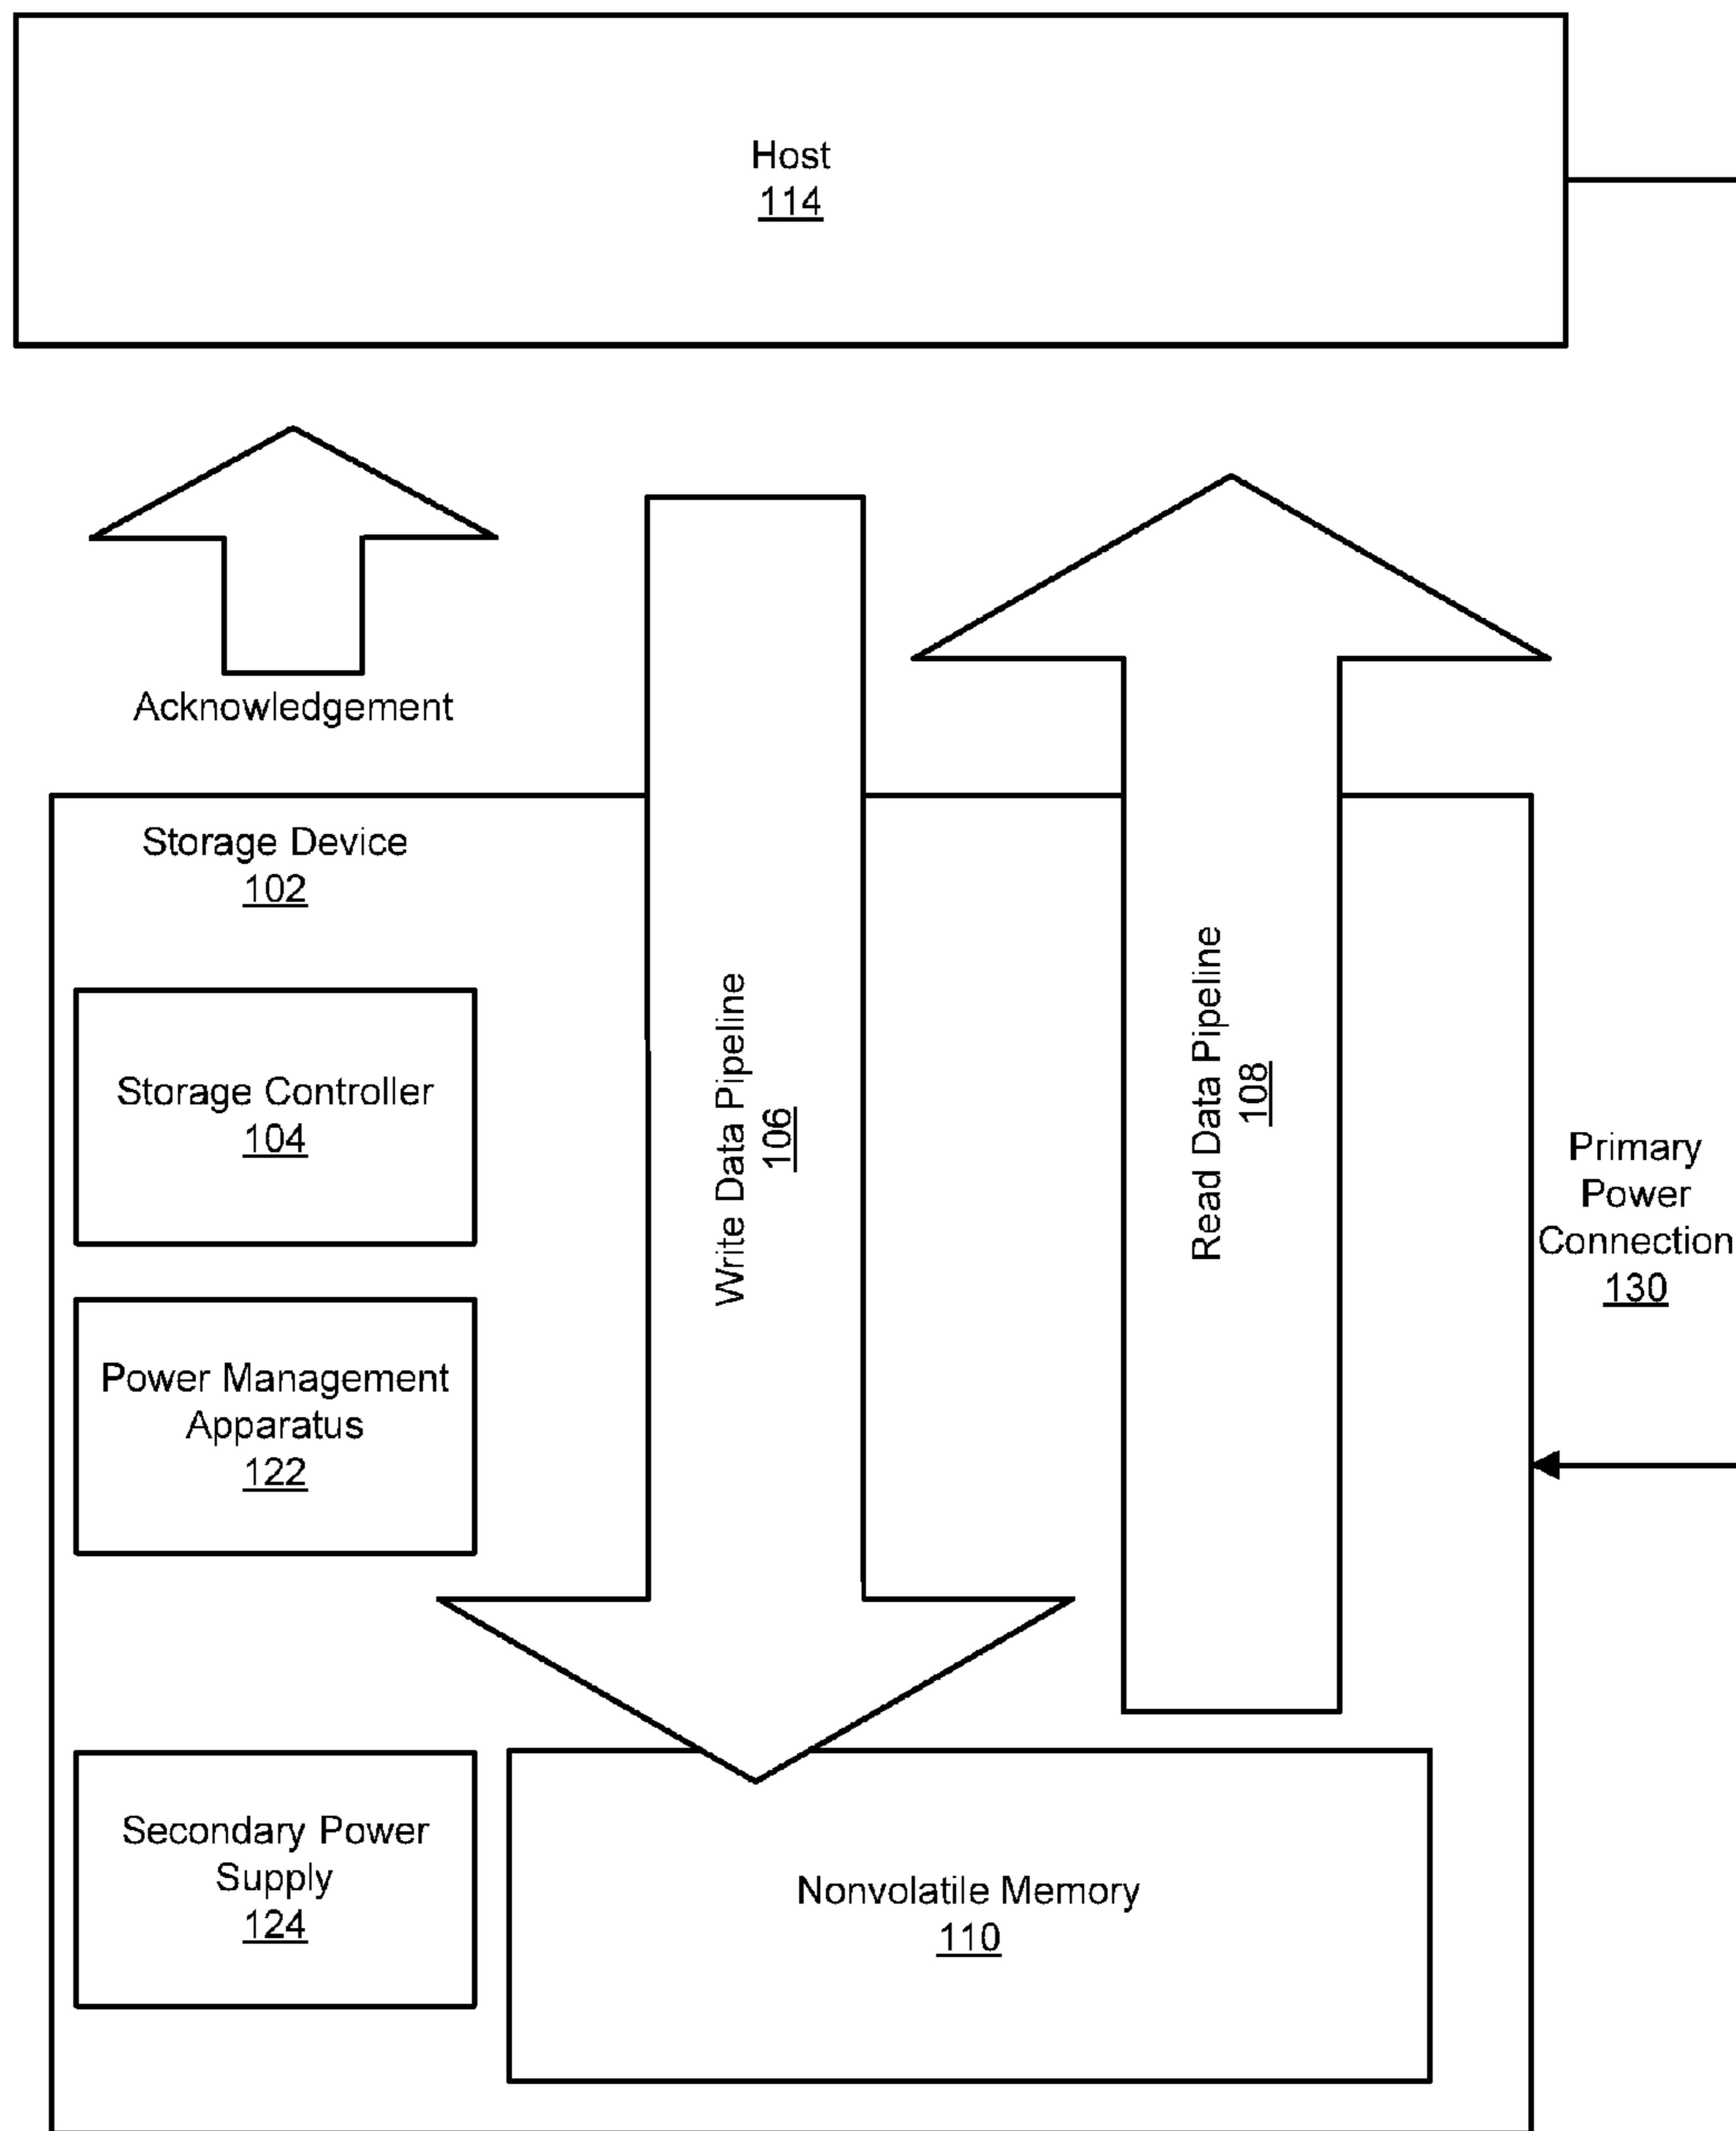 Host
114
Acknowledgement
Storage Device
102
Storage Controller
104
Power Management
Apparatus
122
Secondary Power
Supply
124
Write Data Pipeline
106
Read Data Pipeline
108
Nonvolatile Memory
110
Primary
Power
Connection
130